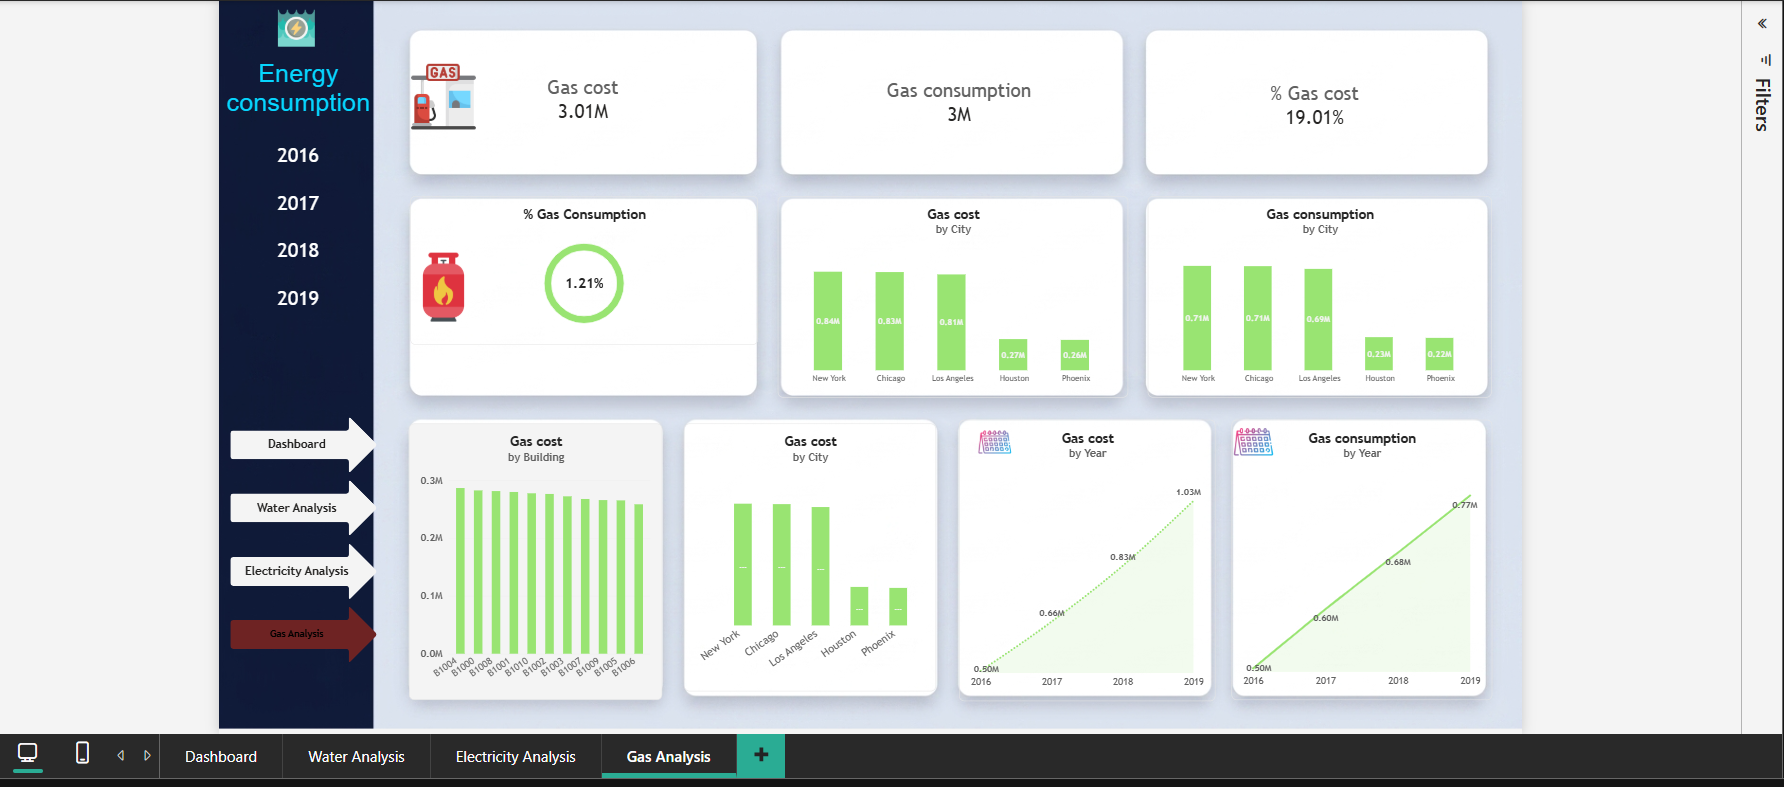 Energy
consumption
2016
2017
2018
2019
Dashboard
Water Analysis
Electricity Analysis
Gas Analysis
GAS
Gas cost
3.01M
Gas consumption
3M
% Gas cost
19.01%
% Gas Consumption
1.21%
Gas cost
by City
0.84M 0.83M 0.81M 0.27M 0.26M
New York Chicago Los Angeles Houston Phoenix
Gas consumption
by City
0.71M 0.71M 0.69M 0.23M 0.22M
New York Chicago Los Angeles Houston Phoenix
Gas cost
by Building
0.3M
0.2M
0.1M
0.0M
B1004 B1000 B1008 B1001 B1010 B1002 B1003 B1007 B1009 B1005 B1006
Gas cost
by City
New York Chicago Los Angeles Houston Phoenix
Gas cost
by Year
1.03M
0.83M
0.66M
0.50M
2016 2017 2018 2019
Gas consumption
by Year
0.77M
0.68M
0.60M
0.50M
2016 2017 2018 2019
Filters
Dashboard Water Analysis Electricity Analysis Gas Analysis +